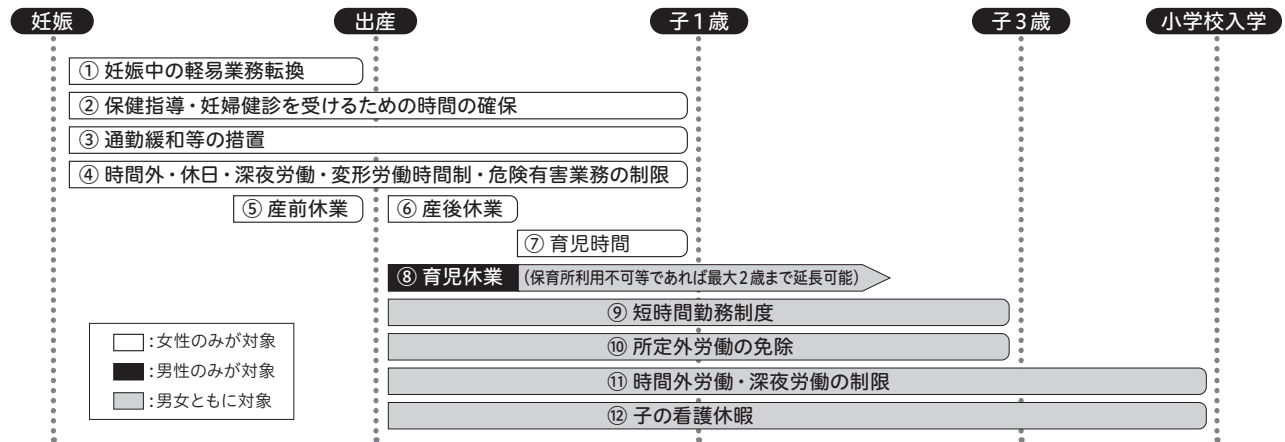 妊娠 出産 子1歳 子3歳 小学校入学
① 妊娠中の軽易業務転換
② 保健指導・妊婦健診を受けるための時間の確保
③ 通勤緩和等の措置
④ 時間外・休日・深夜労働・変形労働時間制・危険有害業務の制限
⑤ 産前休業 ⑥ 産後休業
⑦ 育児時間
⑧ 育児休業 (保育所利用不可等であれば最大2歳まで延長可能)
⑨ 短時間勤務制度
⑩ 所定外労働の免除
⑪ 時間外労働・深夜労働の制限
⑫ 子の看護休暇
:女性のみが対象
:男性のみが対象
:男女ともに対象